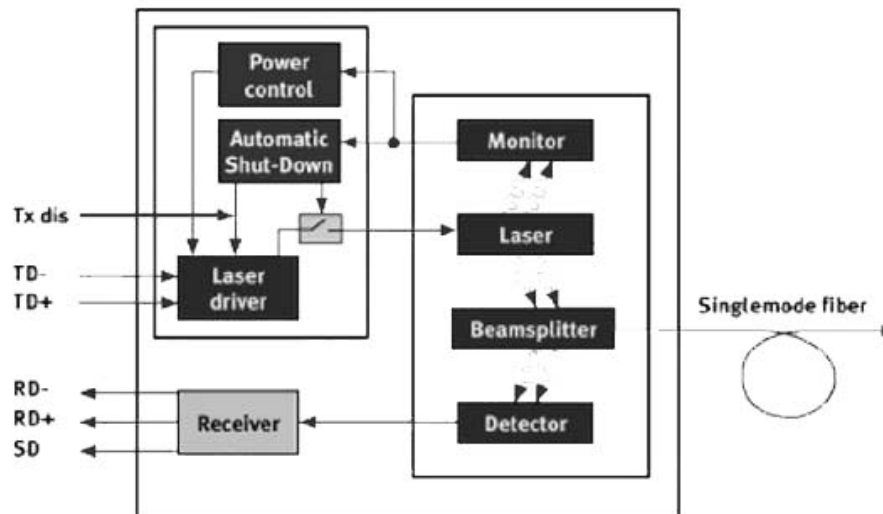 Power
control
Automatic
Shut-Down
Monitor
Tx dis
Laser
TD-
TD+
Laser
driver
Beamsplitter
Singlemode fiber
RD-
RD+
SD
Receiver
Detector